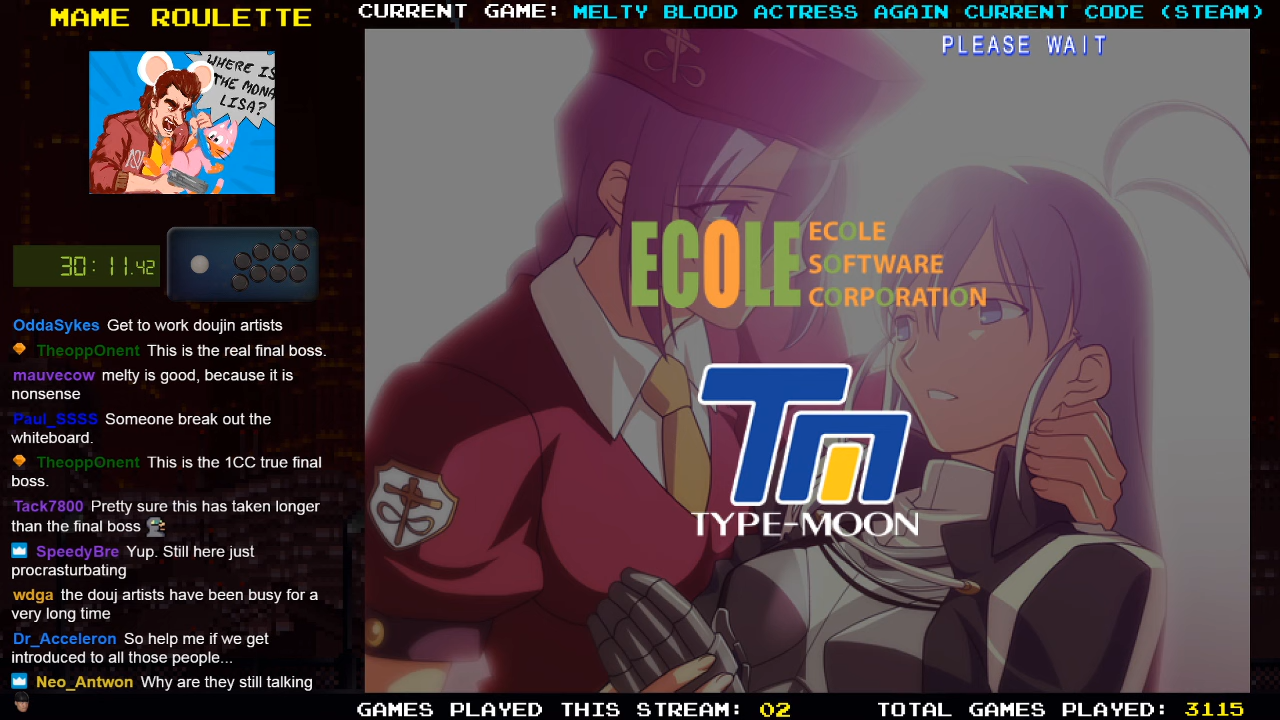 MAME ROULETTE
CURRENT GAME: MELTY BLOOD ACTRESS AGAIN CURRENT CODE (STEAM)
WHERE IS
THE MONA
LISA?
PLEASE WAIT
30:11.42
ECOLE
ECOLE
SOFTWARE
CORPORATION
TYPE-MOON
OddaSykes Get to work doujin artists
TheoppOnent This is the real final boss.
mauvecow melty is good, because it is
nonsense
Paul_SSSS Someone break out the
whiteboard.
TheoppOnent This is the 1CC true final
boss.
Tack7800 Pretty sure this has taken longer
than the final boss
SpeedyBre Yup. Still here just
procrasturbating
wdga the douj artists have been busy for a
very long time
Dr_Acceleron So help me if we get
introduced to all those people...
Neo_Antwon Why are they still talking
GAMES PLAYED THIS STREAM: 02
TOTAL GAMES PLAYED: 3115